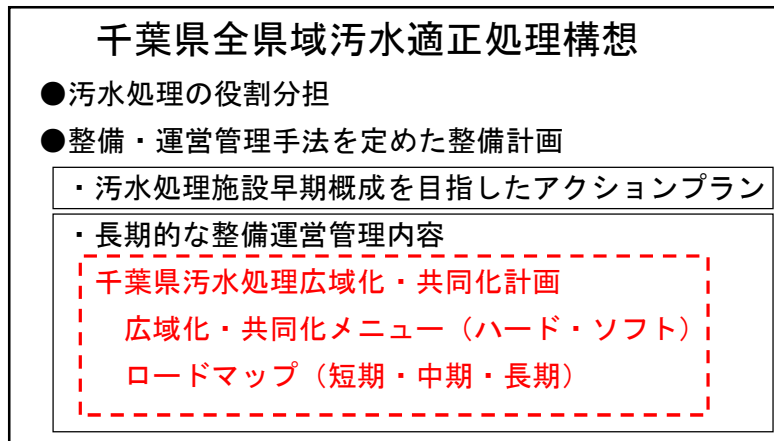 千葉県全県域汚水適正処理構想
●汚水処理の役割分担
●整備・運営管理手法を定めた整備計画
・汚水処理施設早期概成を目指したアクションプラン
・長期的な整備運営管理内容
千葉県汚水処理広域化・共同化計画
広域化・共同化メニュー（ハード・ソフト）
ロードマップ（短期・中期・長期）